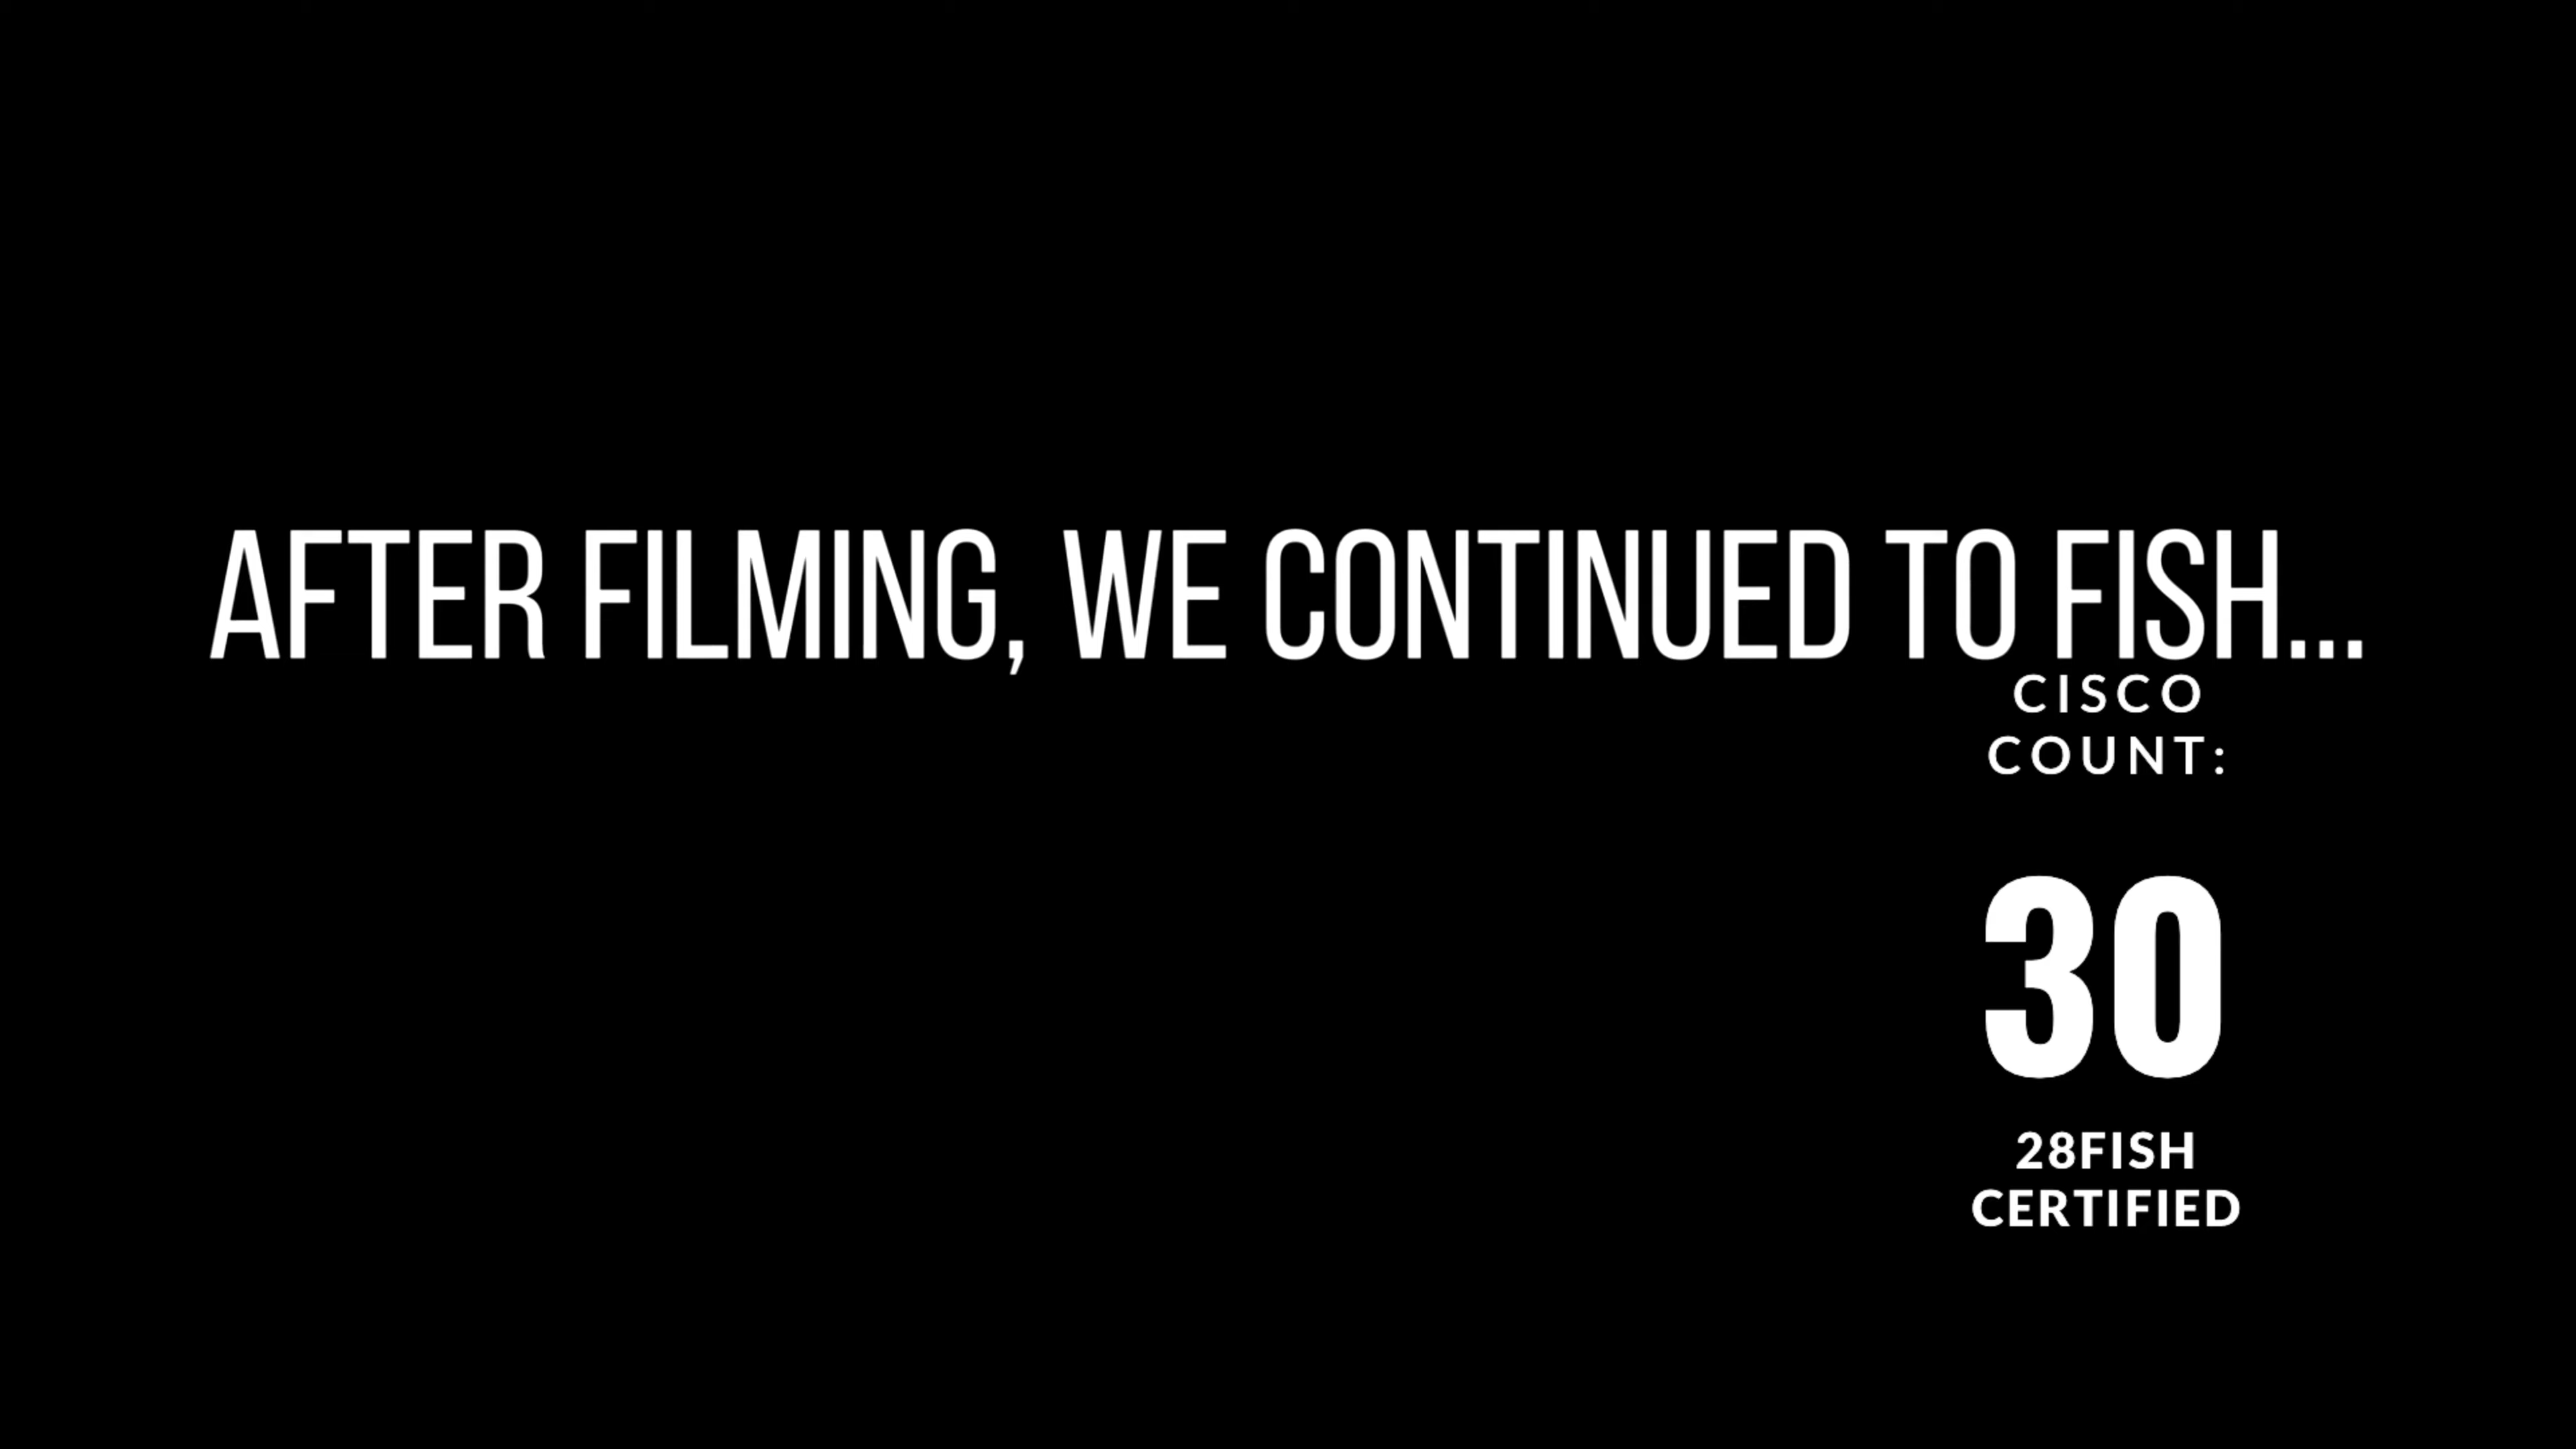 AFTER FILMING, WE CONTINUED TO FISH...
CISCO
COUNT:
30
28FISH
CERTIFIED